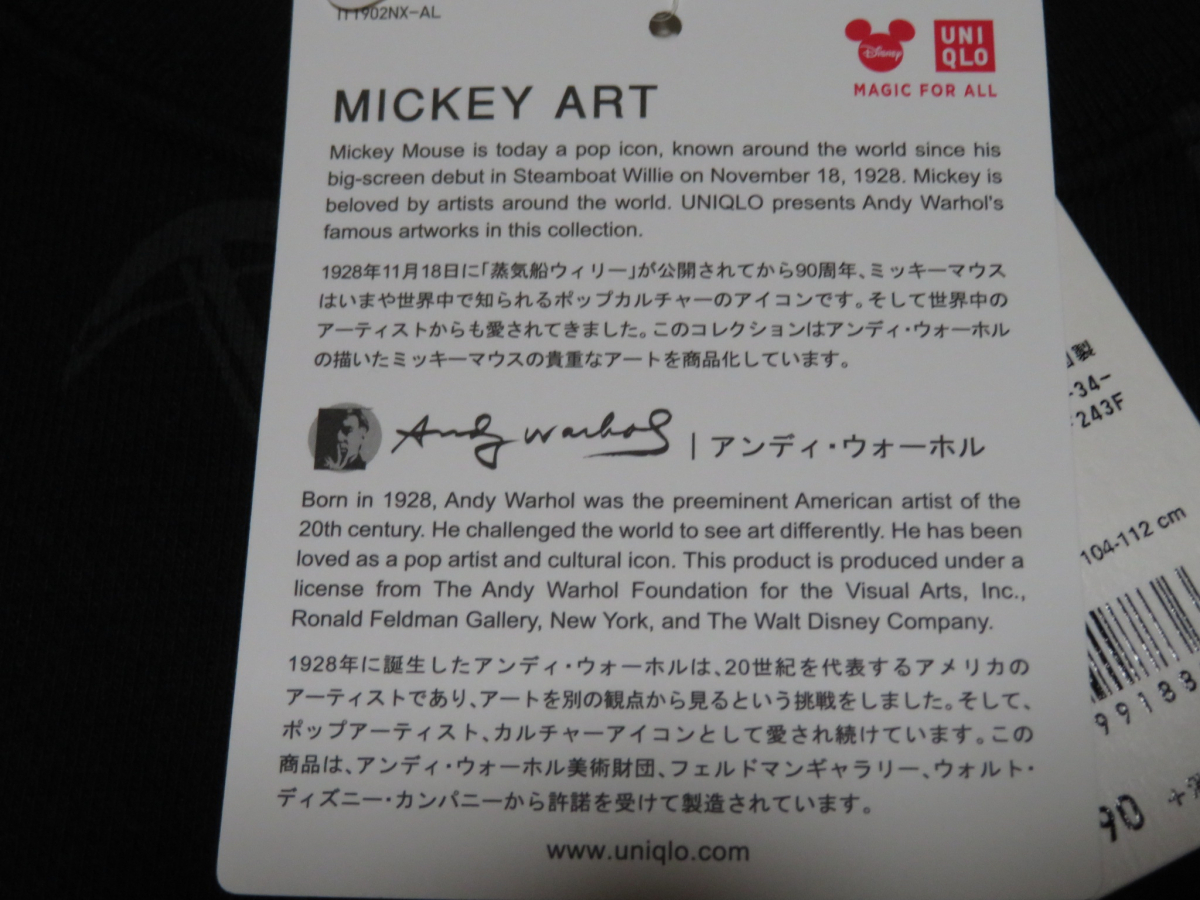 1902NX-AL
Disney
UNI
QLO
MAGIC FOR ALL
MICKEY ART
Mickey Mouse is today a pop icon, known around the world since his
big-screen debut in Steamboat Willie on November 18, 1928. Mickey is
beloved by artists around the world. UNIQLO presents Andy Warhol's
famous artworks in this collection.
1928年11月18日に「蒸気船ウィリー」が公開されてから90周年、ミッキーマウス
はいまや世界中で知られるポップカルチャーのアイコンです。そして世界中の
アーティストからも愛されてきました。このコレクションはアンディ・ウォーホル
の描いたミッキーマウスの貴重なアートを商品化しています。
Andy Warhol | アンディ・ウォーホル
Born in 1928, Andy Warhol was the preeminent American artist of the
20th century. He challenged the world to see art differently. He has been
loved as a pop artist and cultural icon. This product is produced under a
license from The Andy Warhol Foundation for the Visual Arts, Inc.,
Ronald Feldman Gallery, New York, and The Walt Disney Company.
1928年に誕生したアンディ・ウォーホルは、20世紀を代表するアメリカの
アーティストであり、アートを別の観点から見るという挑戦をしました。そして、
ポップアーティスト、カルチャーアイコンとして愛され続けています。この
商品は、アンディ・ウォーホル美術財団、フェルドマンギャラリー、ウォルト・
ディズニー・カンパニーから許諾を受けて製造されています。
www.uniqlo.com
製
-34-
243F
104-112 cm
99188
90 +